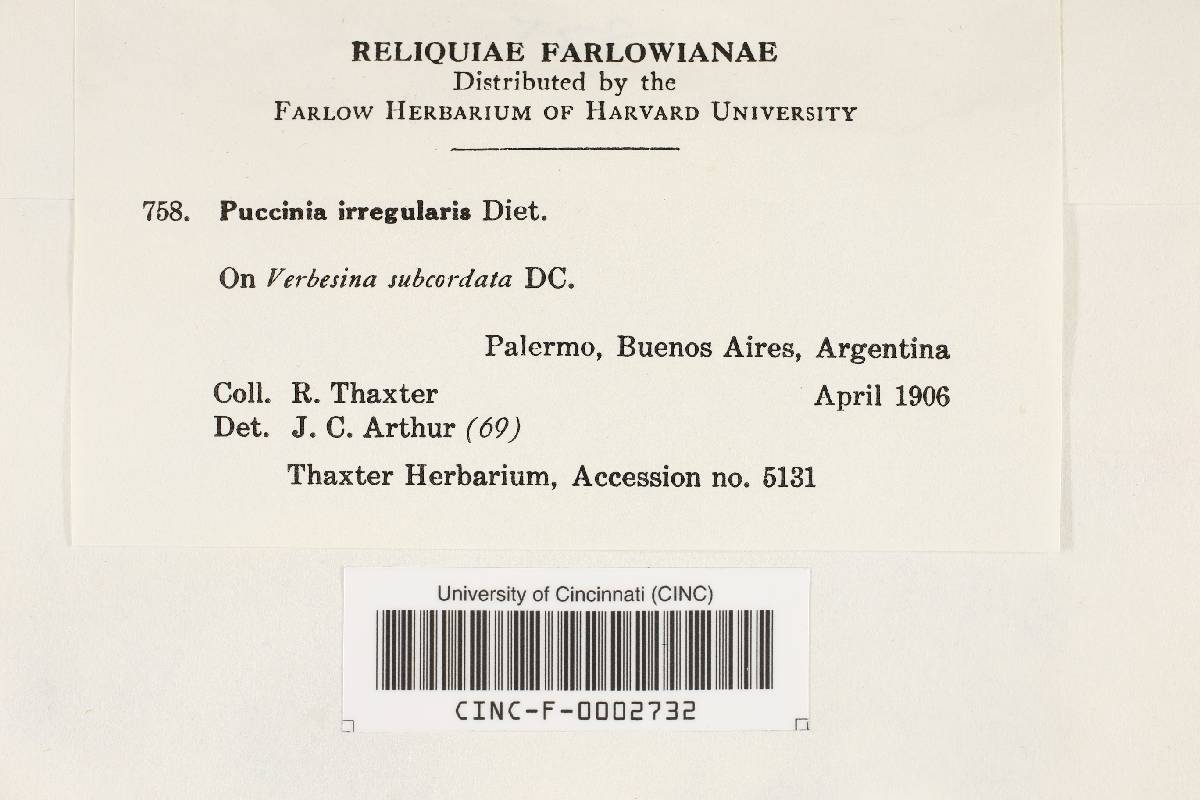 RELIQUIAE FARLOWIANAE
Distributed by the
FARLOW HERBARIUM OF HARVARD UNIVERSITY
758. Puccinia irregularis Diet.
On Verbesina subcordata DC.
Palermo, Buenos Aires, Argentina
Coll. R. Thaxter April 1906
Det. J. C. Arthur (69)
Thaxter Herbarium, Accession no. 5131
University of Cincinnati (CINC)
CINC-F-0002732